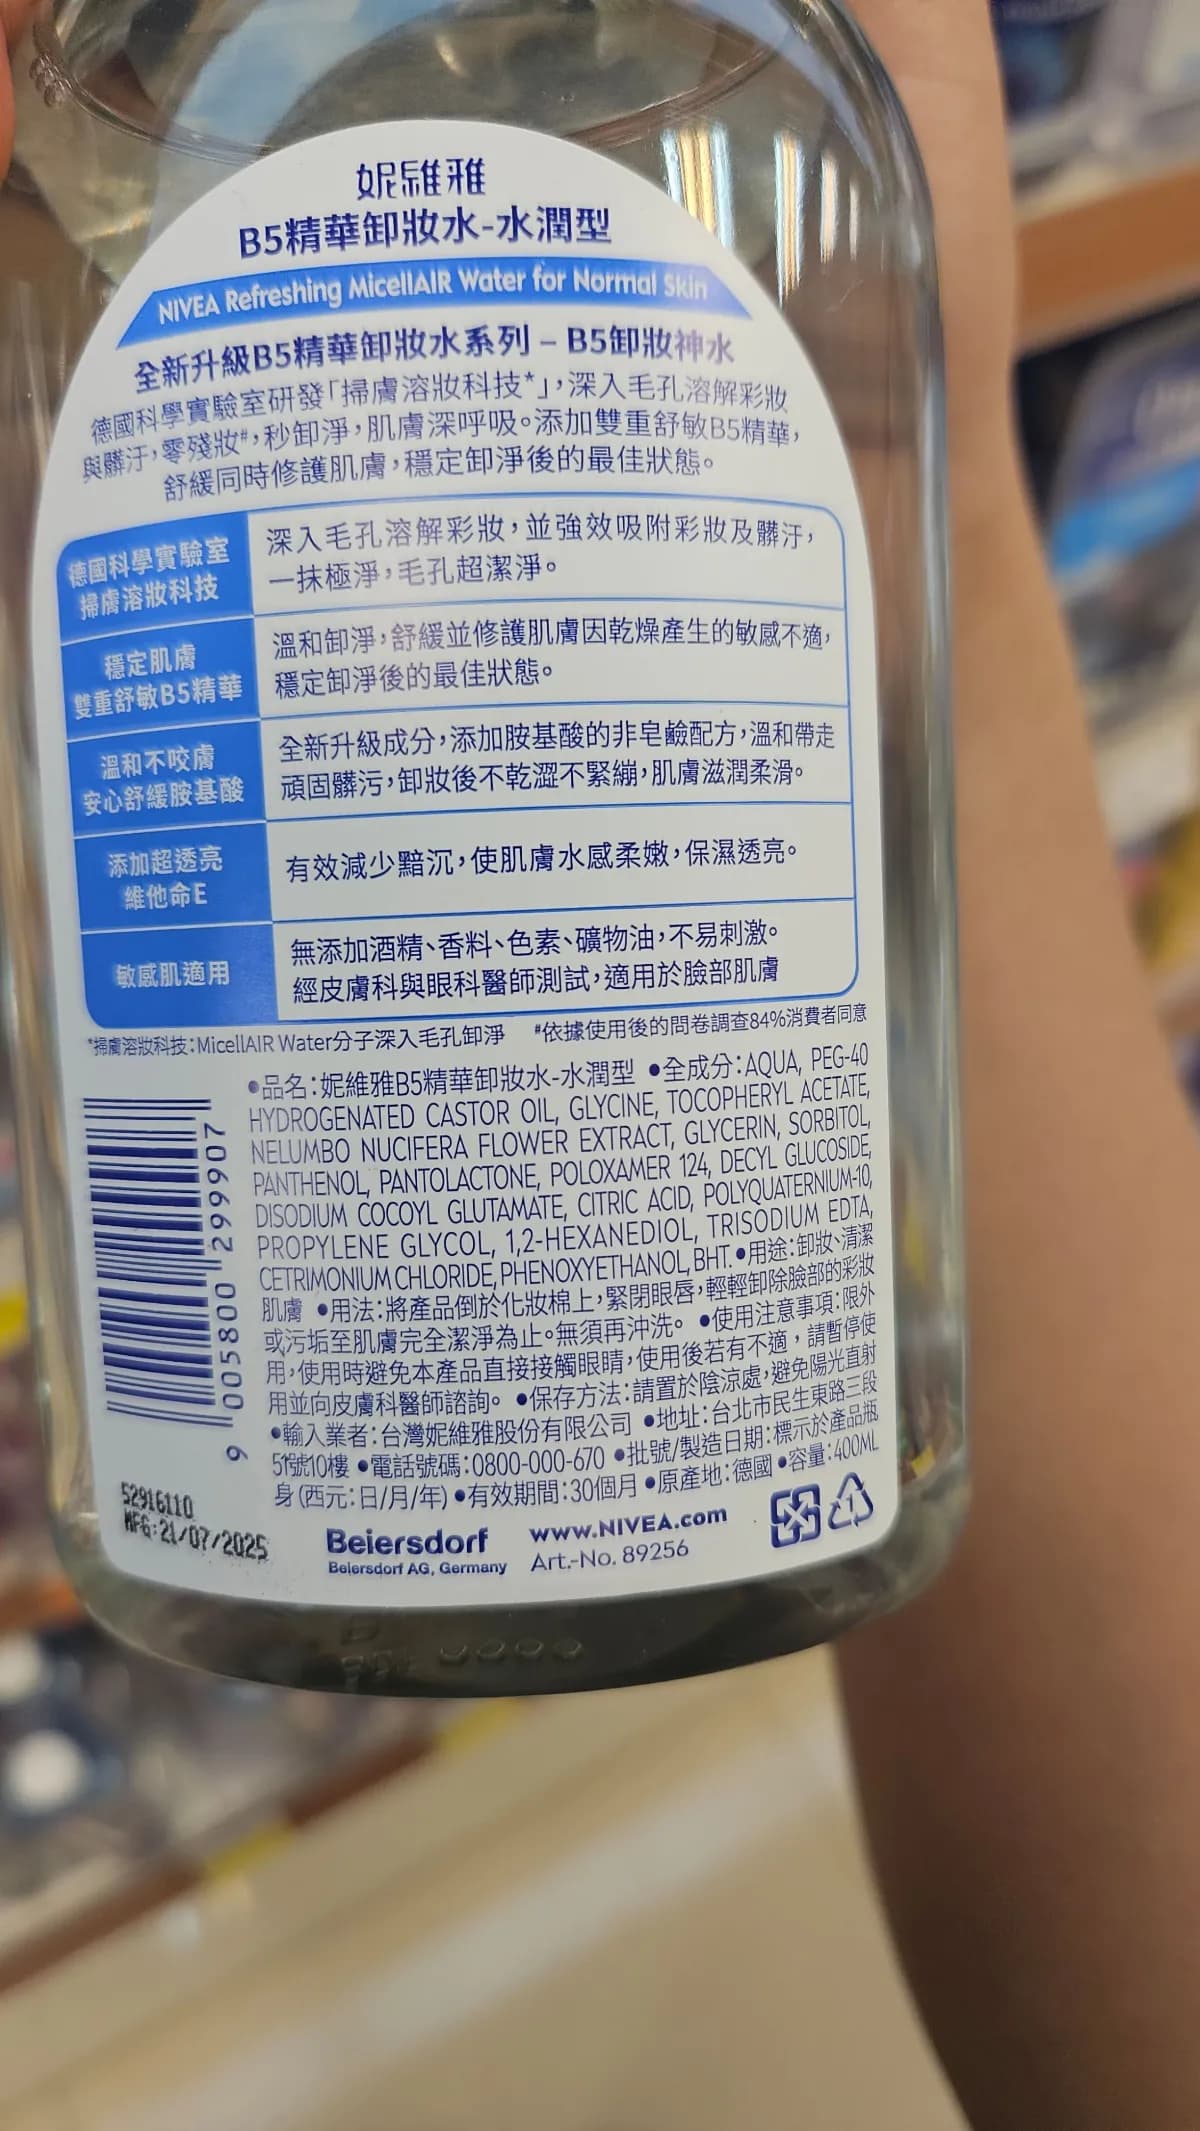 妮維雅
B5精華卸妝水-水潤型
NIVEA Refreshing MicellAIR Water for Normal Skin
全新升級B5精華卸妝水系列 – B5卸妝神水
德國科學實驗室研發「掃膚溶妝科技*」,深入毛孔溶解彩妝
與髒汙,零殘妝#,秒卸淨,肌膚深呼吸。添加雙重舒敏B5精華,
舒緩同時修護肌膚,穩定卸淨後的最佳狀態。
德國科學實驗室
掃膚溶妝科技
深入毛孔溶解彩妝,並強效吸附彩妝及髒汙,
一抹極淨,毛孔超潔淨。
穩定肌膚
雙重舒敏B5精華
溫和卸淨,舒緩並修護肌膚因乾燥產生的敏感不適,
穩定卸淨後的最佳狀態。
溫和不咬膚
安心舒緩胺基酸
全新升級成分,添加胺基酸的非皂鹼配方,溫和帶走
頑固髒污,卸妝後不乾澀不緊繃,肌膚滋潤柔滑。
添加超透亮
維他命E
有效減少黯沉,使肌膚水感柔嫩,保濕透亮。
敏感肌適用
無添加酒精、香料、色素、礦物油,不易刺激。
經皮膚科與眼科醫師測試,適用於臉部肌膚
*掃膚溶妝科技:MicellAIR Water分子深入毛孔卸淨 #依據使用後的問卷調查84%消費者同意
•品名:妮維雅B5精華卸妝水-水潤型 •全成分:AQUA, PEG-40
HYDROGENATED CASTOR OIL, GLYCINE, TOCOPHERYL ACETATE,
NELUMBO NUCIFERA FLOWER EXTRACT, GLYCERIN, SORBITOL,
PANTHENOL, PANTOLACTONE, POLOXAMER 124, DECYL GLUCOSIDE,
DISODIUM COCOYL GLUTAMATE, CITRIC ACID, POLYQUATERNIUM-10,
PROPYLENE GLYCOL, 1,2-HEXANEDIOL, TRISODIUM EDTA,
CETRIMONIUM CHLORIDE, PHENOXYETHANOL, BHT. •用途:卸妝、清潔
肌膚 •用法:將產品倒於化妝棉上,緊閉眼唇,輕輕卸除臉部的彩妝
或污垢至肌膚完全潔淨為止。無須再沖洗。 •使用注意事項:限外
用,使用時避免本產品直接接觸眼睛,使用後若有不適,請暫停使
用並向皮膚科醫師諮詢。 •保存方法:請置於陰涼處,避免陽光直射
•輸入業者:台灣妮維雅股份有限公司 •地址:台北市民生東路三段
51號10樓 •電話號碼:0800-000-670 •批號/製造日期:標示於產品瓶
身(西元:日/月/年) •有效期間:30個月 •原產地:德國 •容量:400ML
9 005800 299907
52916110
MFG:21/07/2025
Beiersdorf
Beiersdorf AG, Germany
www.NIVEA.com
Art.-No. 89256
1